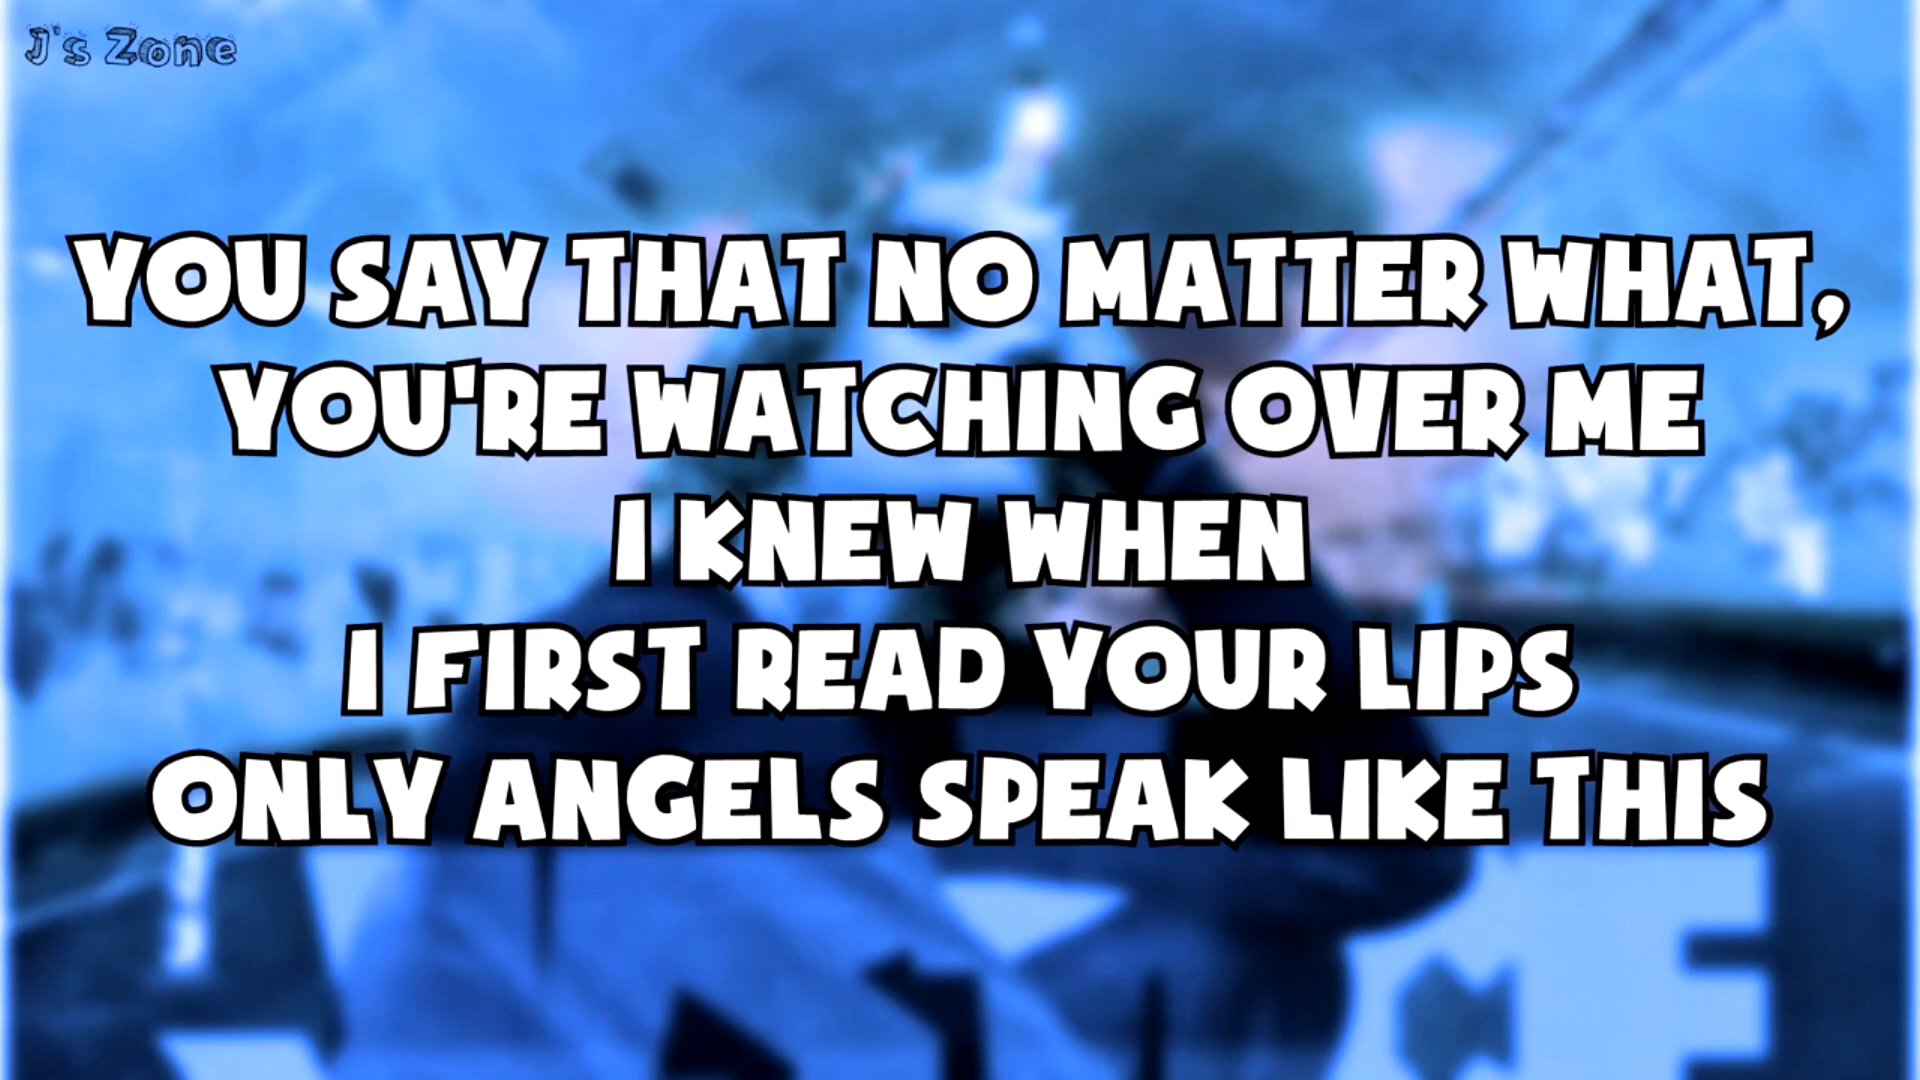 J's Zone
YOU SAY THAT NO MATTER WHAT,
YOU'RE WATCHING OVER ME
I KNEW WHEN
I FIRST READ YOUR LIPS
ONLY ANGELS SPEAK LIKE THIS